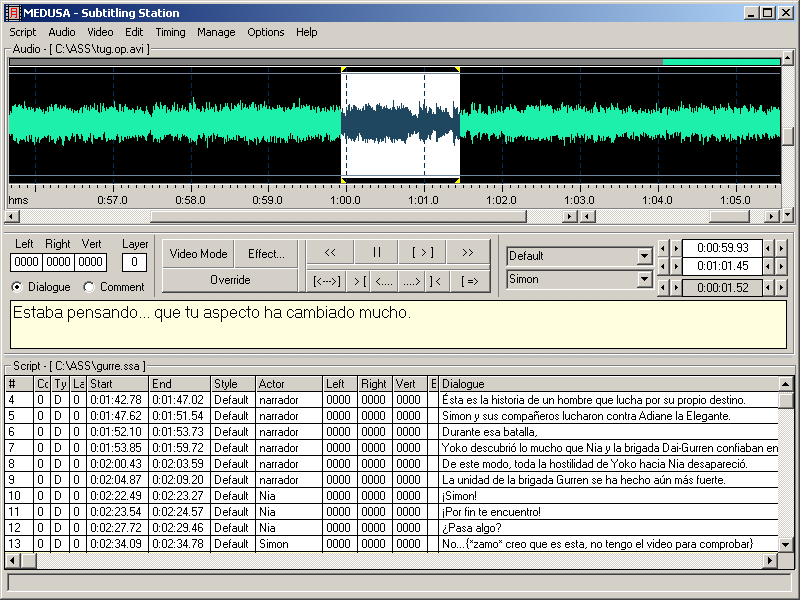 MEDUSA - Subtitling Station
Script Audio Video Edit Timing Manage Options Help
Audio - [ C:\ASS\tug.op.avi ]
hms 0:57.0 0:58.0 0:59.0 1:00.0 1:01.0 1:02.0 1:03.0 1:04.0 1:05.0
Left Right Vert Layer
0000 0000 0000 0
Dialogue Comment
Video Mode Effect...
Override
<< || [ > ] >>
[<--->] > [ <.... ....> ] < [ =>
Default
Simon
0:00:59.93
0:01:01.45
0:00:01.52
Estaba pensando... que tu aspecto ha cambiado mucho.
Script - [ C:\ASS\gurre.ssa ]
# Co Ty La Start End Style Actor Left Right Vert E Dialogue
4 0 D 0 0:01:42.78 0:01:47.02 Default narrador 0000 0000 0000 Ésta es la historia de un hombre que lucha por su propio destino.
5 0 D 0 0:01:47.62 0:01:51.54 Default narrador 0000 0000 0000 Simon y sus compañeros lucharon contra Adiane la Elegante.
6 0 D 0 0:01:52.10 0:01:53.73 Default narrador 0000 0000 0000 Durante esa batalla,
7 0 D 0 0:01:53.85 0:01:59.72 Default narrador 0000 0000 0000 Yoko descubrió lo mucho que Nia y la brigada Dai-Gurren confiaban en
8 0 D 0 0:02:00.43 0:02:03.59 Default narrador 0000 0000 0000 De este modo, toda la hostilidad de Yoko hacia Nia desapareció.
9 0 D 0 0:02:04.87 0:02:09.20 Default narrador 0000 0000 0000 La unidad de la brigada Gurren se ha hecho aún más fuerte.
10 0 D 0 0:02:22.49 0:02:23.27 Default Nia 0000 0000 0000 ¡Simon!
11 0 D 0 0:02:23.54 0:02:24.57 Default Nia 0000 0000 0000 ¡Por fin te encuentro!
12 0 D 0 0:02:27.72 0:02:29.46 Default Nia 0000 0000 0000 ¿Pasa algo?
13 0 D 0 0:02:34.09 0:02:34.78 Default Simon 0000 0000 0000 No...{*zamo* creo que es esta, no tengo el video para comprobar}